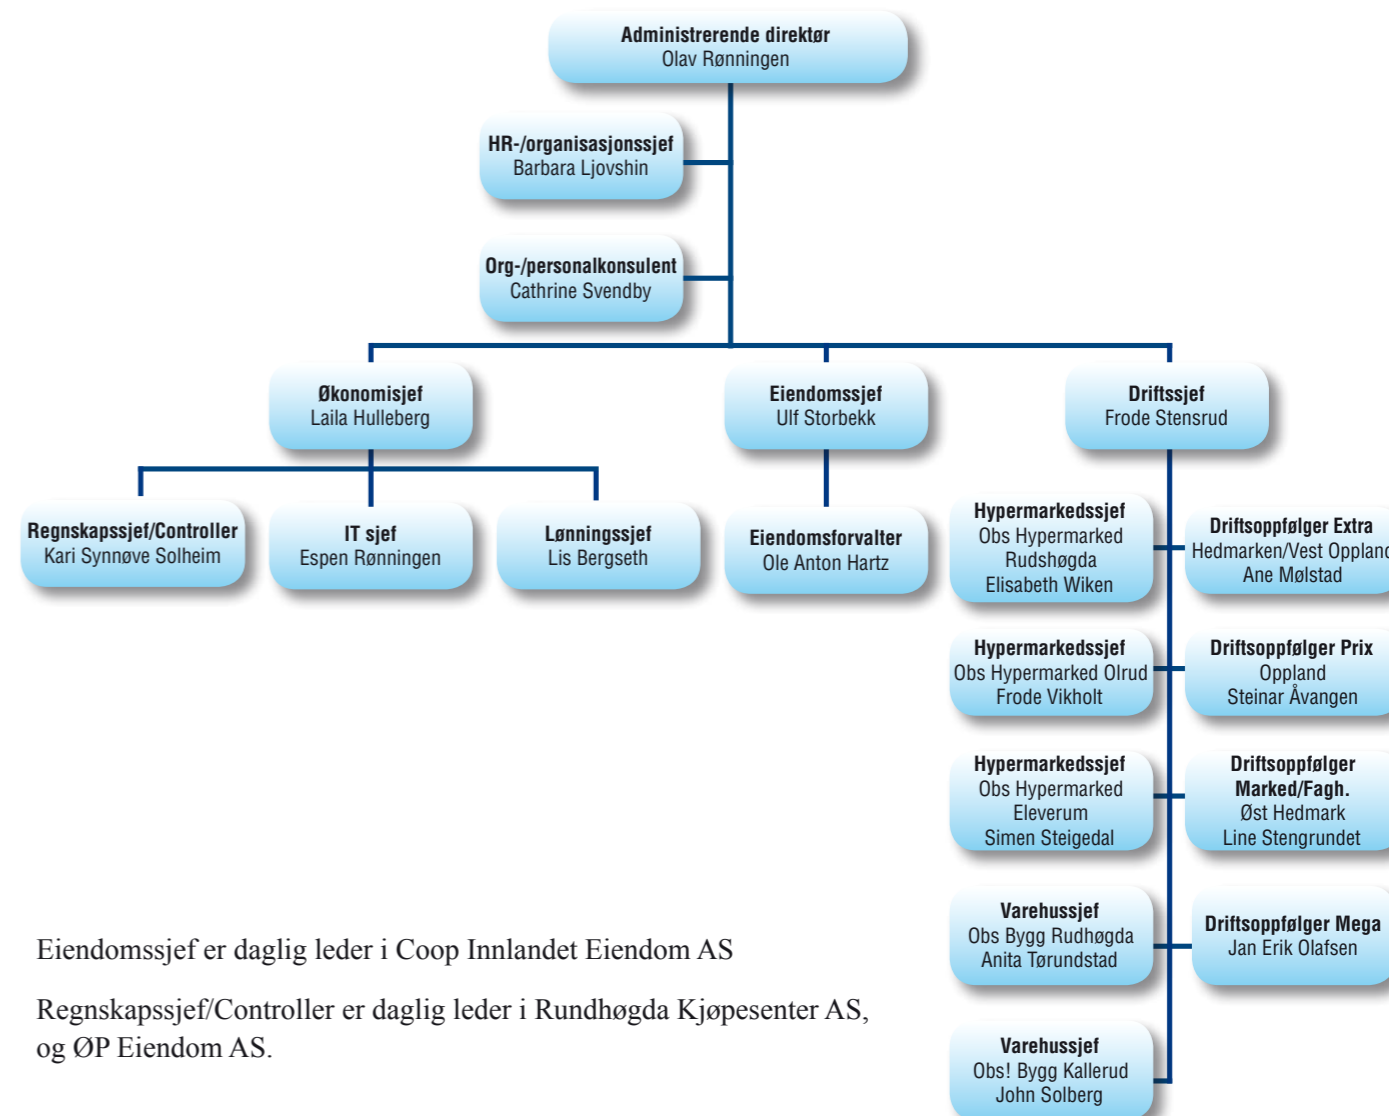 Administrerende direktør
Olav Rønningen
HR-/organisasjonssjef
Barbara Ljovshin
Org-/personalkonsulent
Cathrine Svendby
Økonomisjef
Laila Hulleberg
Eiendomssjef
Ulf Storbekk
Driftssjef
Frode Stensrud
Regnskapssjef/Controller
Kari Synnøve Solheim
IT sjef
Espen Rønningen
Lønningssjef
Lis Bergseth
Eiendomsforvalter
Ole Anton Hartz
Hypermarkedssjef
Obs Hypermarked
Rudshøgda
Elisabeth Wiken
Driftsoppfølger Extra
Hedmarken/Vest Oppland
Ane Mølstad
Hypermarkedssjef
Obs Hypermarked Olrud
Frode Vikholt
Driftsoppfølger Prix
Oppland
Steinar Åvangen
Hypermarkedssjef
Obs Hypermarked
Eleverum
Simen Steigedal
Driftsoppfølger
Marked/Fagh.
Øst Hedmark
Line Stengrundet
Varehussjef
Obs Bygg Rudhøgda
Anita Tørundstad
Driftsoppfølger Mega
Jan Erik Olafsen
Varehussjef
Obs! Bygg Kallerud
John Solberg
Eiendomssjef er daglig leder i Coop Innlandet Eiendom AS
Regnskapssjef/Controller er daglig leder i Rundhøgda Kjøpesenter AS,
og ØP Eiendom AS.